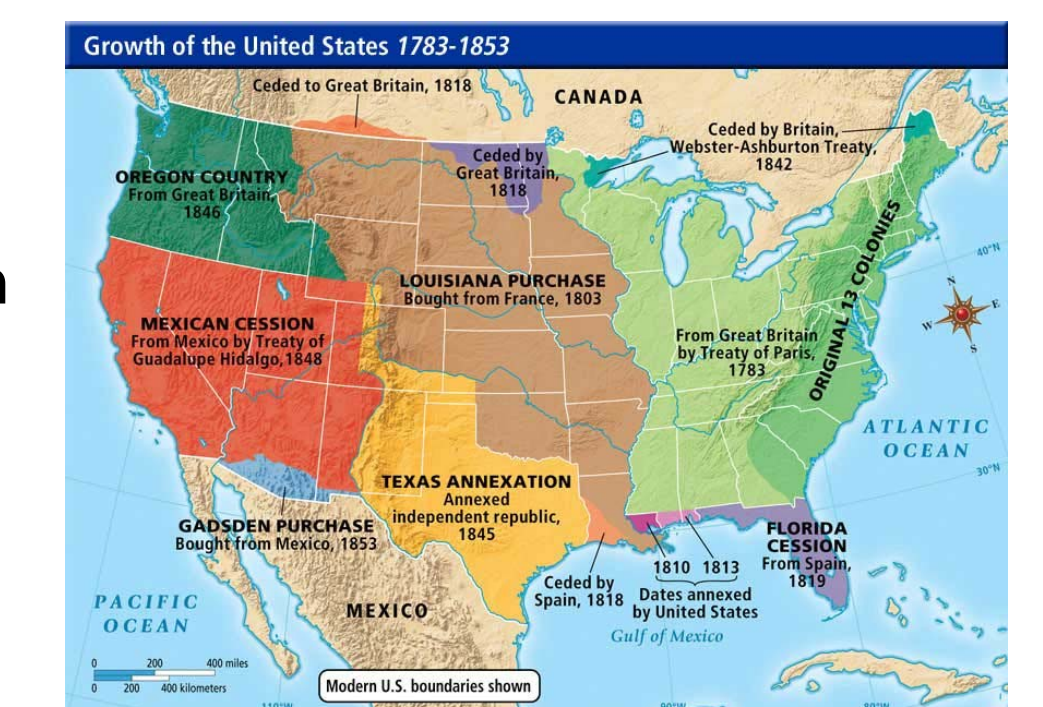 Growth of the United States 1783-1853
Ceded to Great Britain, 1818
CANADA
Ceded by Britain,
Webster-Ashburton Treaty,
1842
Ceded by
Great Britain,
1818
OREGON COUNTRY
From Great Britain,
1846
LOUISIANA PURCHASE
Bought from France, 1803
ORIGINAL 13 COLONIES
40°N
N
E
S
W
MEXICAN CESSION
From Mexico by Treaty of
Guadalupe Hidalgo, 1848
From Great Britain
by Treaty of Paris,
1783
ATLANTIC
OCEAN
30°N
TEXAS ANNEXATION
Annexed
independent republic,
1845
GADSDEN PURCHASE
Bought from Mexico, 1853
FLORIDA
CESSION
From Spain,
1819
1810 1813
Dates annexed
by United States
Ceded by
Spain, 1818
PACIFIC
OCEAN
MEXICO
Gulf of Mexico
0 200 400 miles
0 200 400 kilometers
Modern U.S. boundaries shown
110°W
90°W
80°W
n